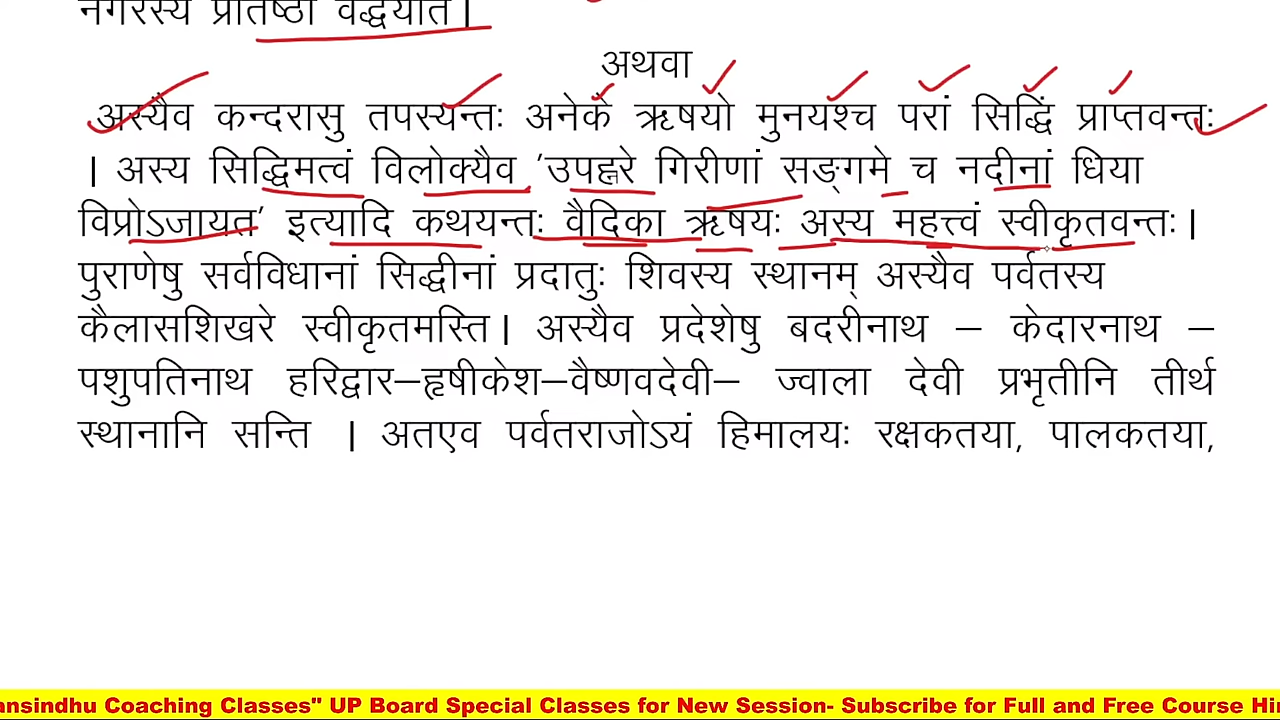 नगरस्य प्रतिष्ठां वर्द्धयति।
अथवा
अस्यैव कन्दरासु तपस्यन्तः अनेके ऋषयो मुनयश्च परां सिद्धिं प्राप्तवन्तः
। अस्य सिद्धिमत्वं विलोक्यैव 'उपह्वरे गिरीणां सङ्गमे च नदीनां धिया
विप्रोऽजायत' इत्यादि कथयन्तः वैदिका ऋषयः अस्य महत्त्वं स्वीकृतवन्तः।
पुराणेषु सर्वविधानां सिद्धीनां प्रदातुः शिवस्य स्थानम् अस्यैव पर्वतस्य
कैलासशिखरे स्वीकृतमस्ति। अस्यैव प्रदेशेषु बदरीनाथ – केदारनाथ –
पशुपतिनाथ हरिद्वार–हृषीकेश–वैष्णवदेवी– ज्वाला देवी प्रभृतीनि तीर्थ
स्थानानि सन्ति । अतएव पर्वतराजोऽयं हिमालयः रक्षकतया, पालकतया,
ansindhu Coaching Classes" UP Board Special Classes for New Session- Subscribe for Full and Free Course Hi